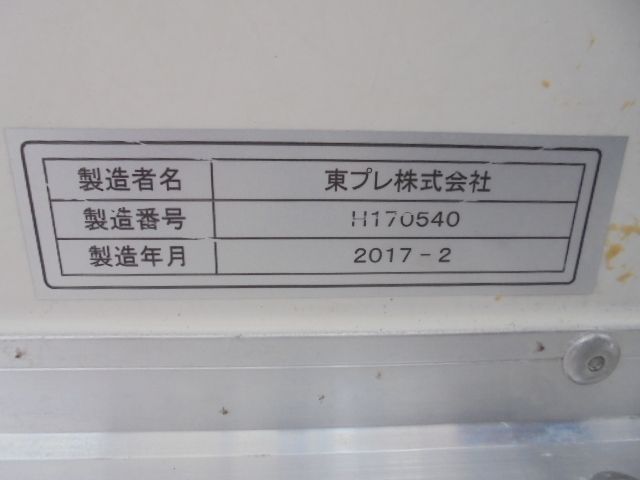 製造者名 東プレ株式会社
製造番号 H170540
製造年月 2017-2